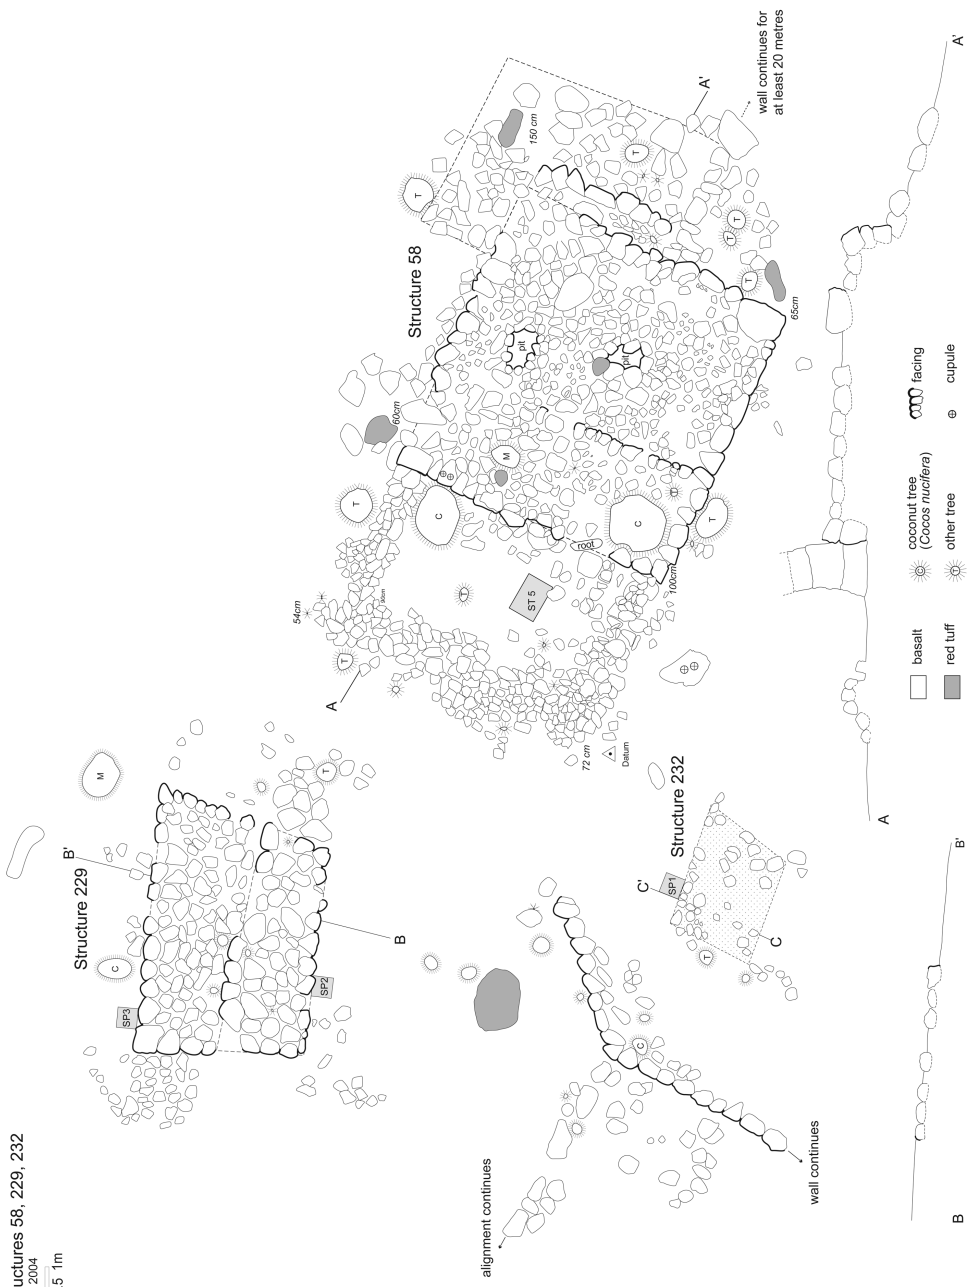 uctures 58, 229, 232
2004
.5 1m
Structure 229
B'
B
C
M
T
SP3
SP2
Structure 58
A
A'
T
T
T
T
T
T
T
T
T
T
T
C
C
M
pit
pit
root
ST 5
54cm
90cm
60cm
150 cm
65cm
100cm
72 cm
Datum
wall continues for
at least 20 metres
Structure 232
SP1
C'
C
T
C
alignment continues
wall continues
A
A'
B
B'
basalt
red tuff
C
coconut tree
(Cocos nucifera)
T
other tree
facing
cupule